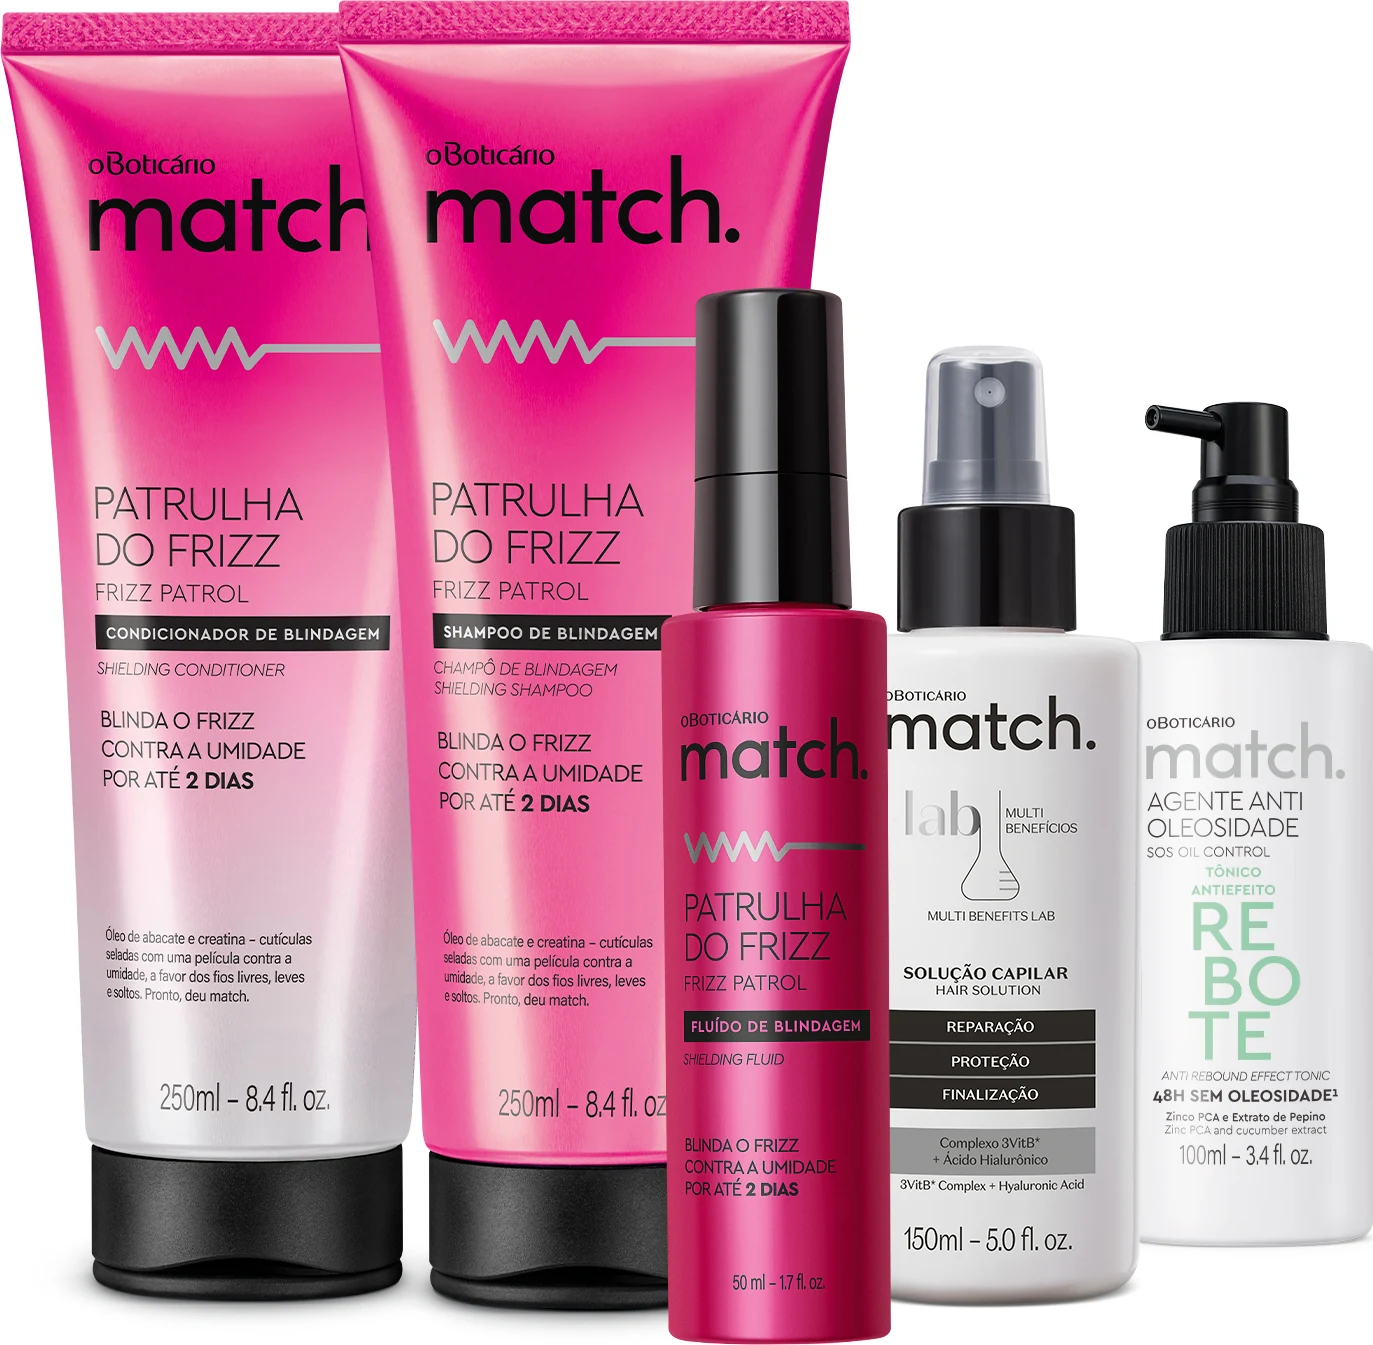 oBoticário
match
PATRULHA
DO FRIZZ
FRIZZ PATROL
CONDICIONADOR DE BLINDAGEM
SHIELDING CONDITIONER
BLINDA O FRIZZ
CONTRA A UMIDADE
POR ATÉ 2 DIAS
Óleo de abacate e creatina – cutículas
seladas com uma película contra a
umidade, a favor dos fios livres, leves
e soltos. Pronto, deu match.
250ml – 8.4 fl. oz.
oBoticário
match.
PATRULHA
DO FRIZZ
FRIZZ PATROL
SHAMPOO DE BLINDAGEM
CHAMPÔ DE BLINDAGEM
SHIELDING SHAMPOO
BLINDA O FRIZZ
CONTRA A UMIDADE
POR ATÉ 2 DIAS
Óleo de abacate e creatina – cutículas
seladas com uma película contra a
umidade, a favor dos fios livres, leves
e soltos. Pronto, deu match.
250ml – 8.4 fl. oz
oBOTICÁRIO
match.
PATRULHA
DO FRIZZ
FRIZZ PATROL
FLUÍDO DE BLINDAGEM
SHIELDING FLUID
BLINDA O FRIZZ
CONTRA A UMIDADE
POR ATÉ 2 DIAS
50 ml – 1.7 fl. oz.
oBOTICÁRIO
match.
lab
MULTI
BENEFÍCIOS
MULTI BENEFITS LAB
SOLUÇÃO CAPILAR
HAIR SOLUTION
REPARAÇÃO
PROTEÇÃO
FINALIZAÇÃO
Complexo 3VitB*
+ Ácido Hialurônico
3VitB* Complex + Hyaluronic Acid
150ml – 5.0 fl. oz.
oBOTICÁRIO
match.
AGENTE ANTI
OLEOSIDADE
SOS OIL CONTROL
TÔNICO
ANTIEFEITO
RE
BO
TE
ANTI REBOUND EFFECT TONIC
48H SEM OLEOSIDADE¹
Zinco PCA e Extrato de Pepino
Zinc PCA and cucumber extract
100ml – 3.4 fl. oz.